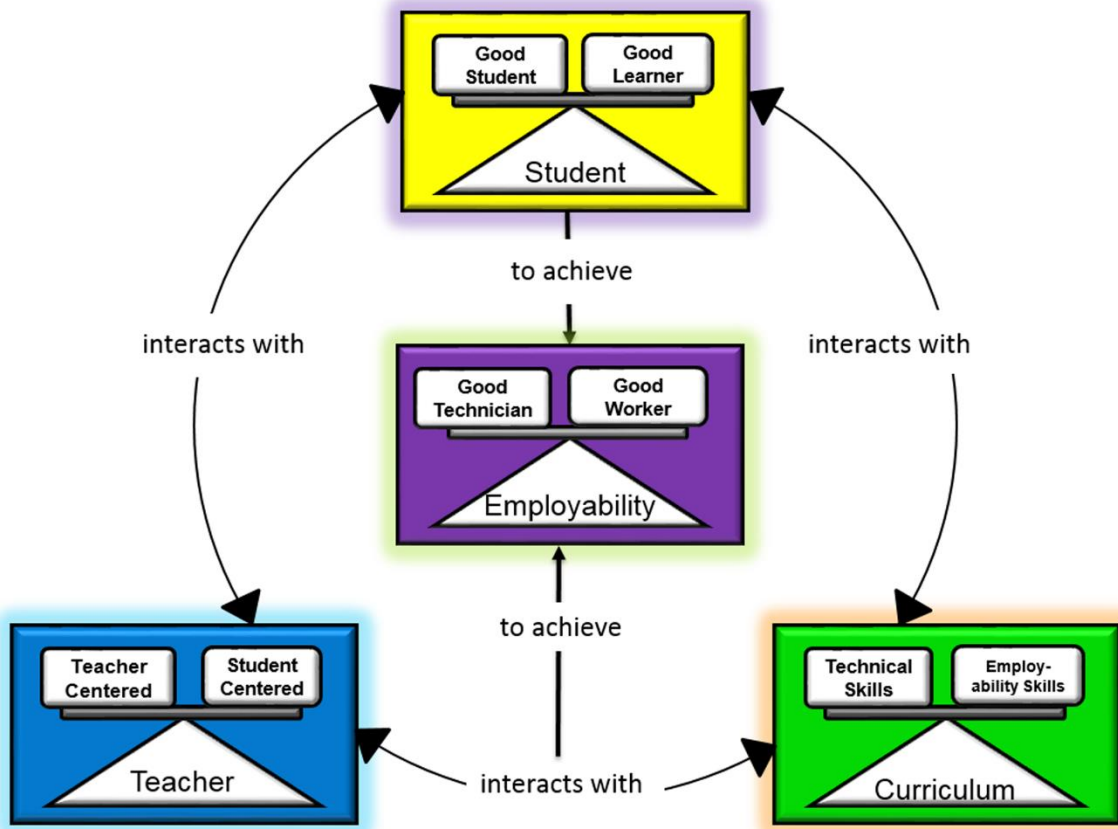 Good
Student
Good
Learner
Student
to achieve
interacts with
interacts with
Good
Technician
Good
Worker
Employability
to achieve
Teacher
Centered
Student
Centered
Teacher
interacts with
Technical
Skills
Employ-
ability Skills
Curriculum